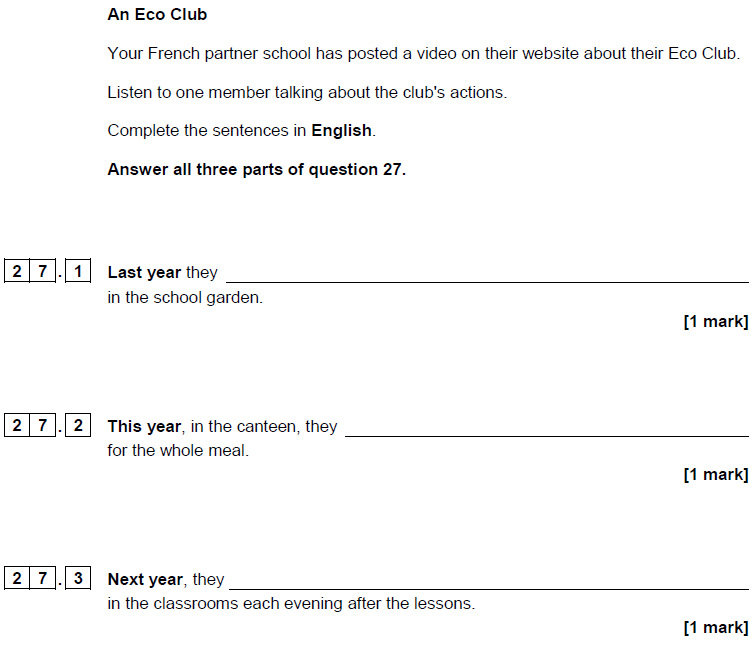 An Eco Club
Your French partner school has posted a video on their website about their Eco Club.
Listen to one member talking about the club's actions.
Complete the sentences in English.
Answer all three parts of question 27.
2 7 . 1 Last year they
in the school garden.
[1 mark]
2 7 . 2 This year, in the canteen, they
for the whole meal.
[1 mark]
2 7 . 3 Next year, they
in the classrooms each evening after the lessons.
[1 mark]